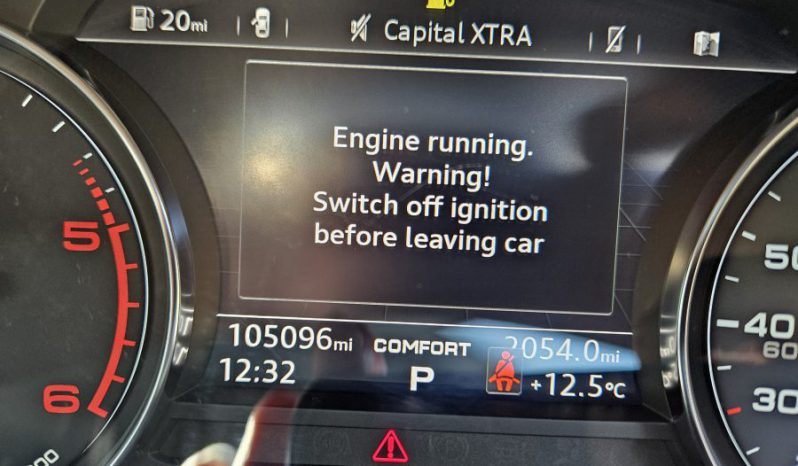 20mi
Capital XTRA
Engine running.
Warning!
Switch off ignition
before leaving car
105096mi COMFORT 2054.0mi
12:32 P +12.5°C
5
6
50
40
60
30